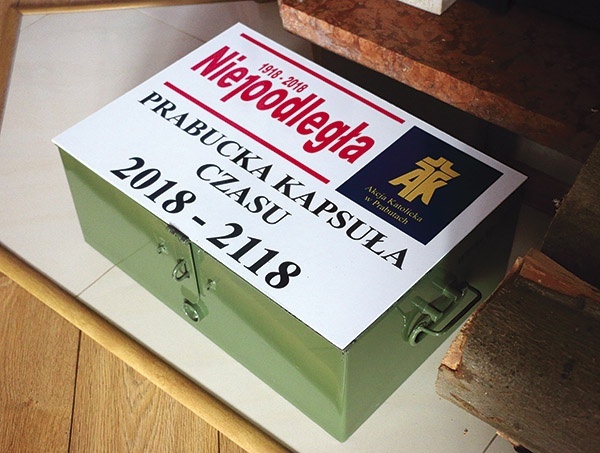 1918 - 2018
Niepodległa
AK
Akcja Katolicka
w Prabutach
PRABUCKA KAPSUŁA
CZASU
2018 - 2118